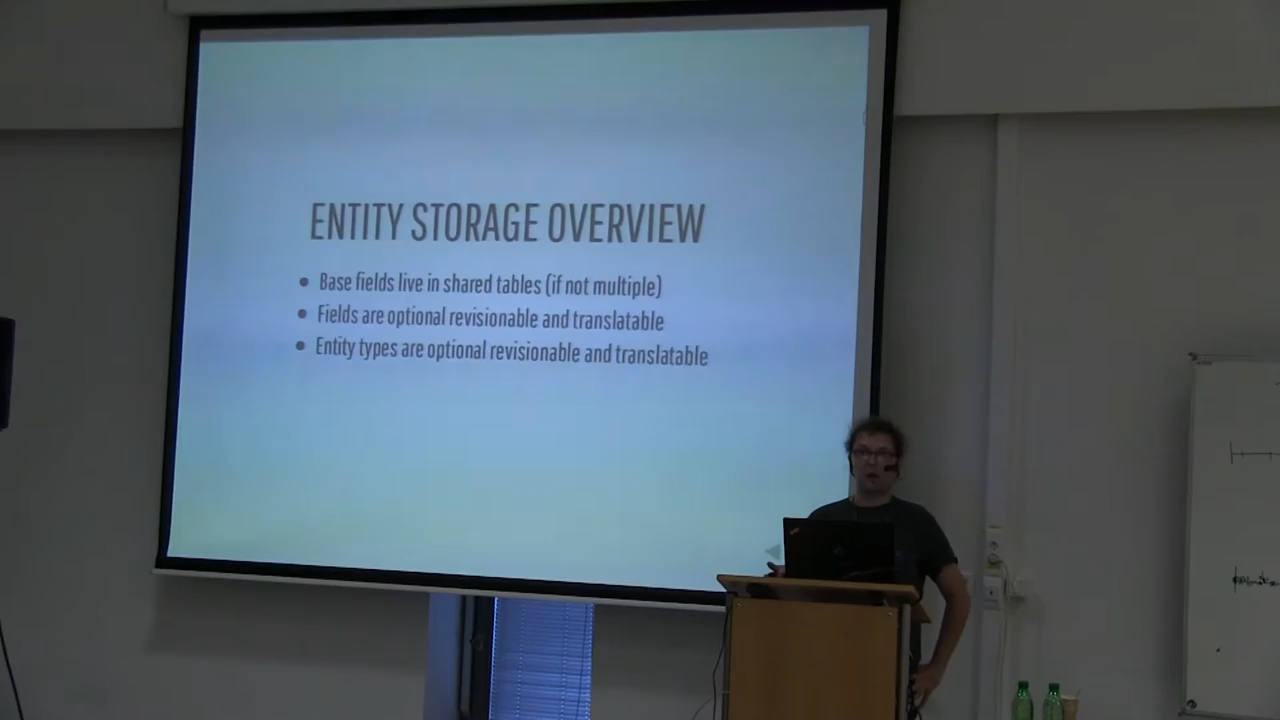 ENTITY STORAGE OVERVIEW
• Base fields live in shared tables (if not multiple)
• Fields are optional revisionable and translatable
• Entity types are optional revisionable and translatable